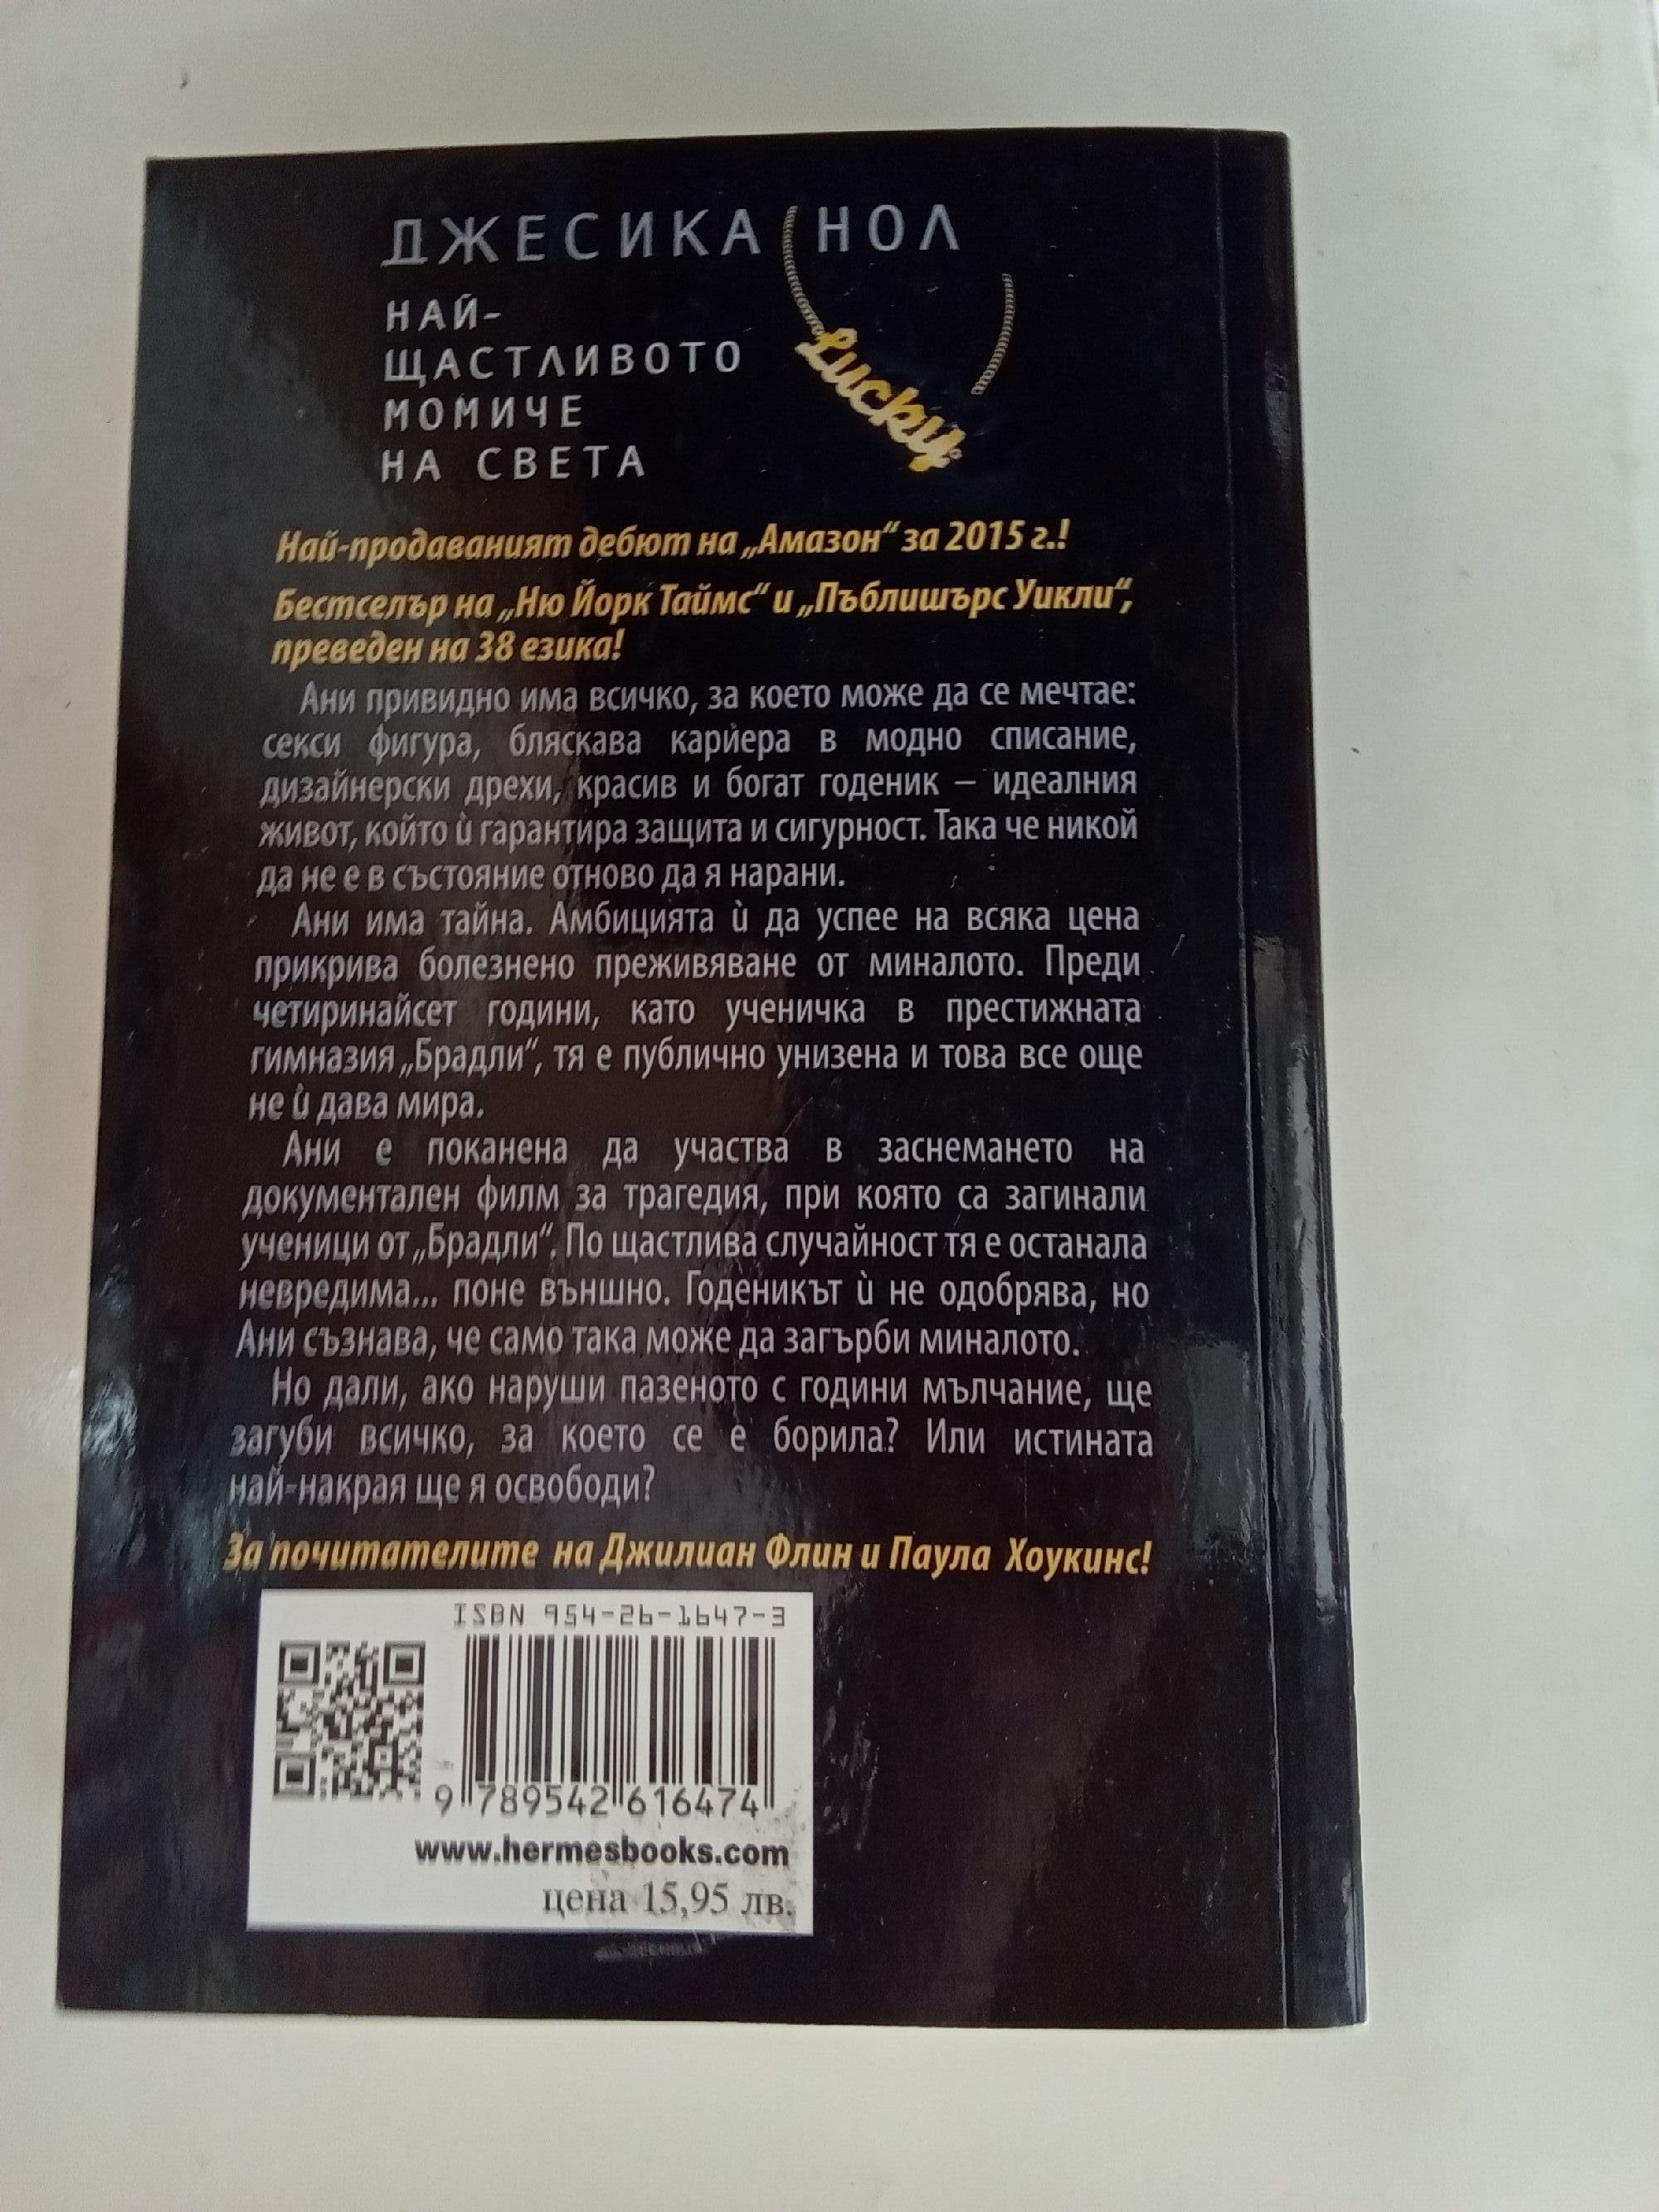 ДЖЕСИКА НОЛ
НАЙ-
ЩАСТЛИВОТО
МОМИЧЕ
НА СВЕТА
Lucky
Най-продаваният дебют на „Амазон“ за 2015 г.!
Бестселър на „Ню Йорк Таймс“ и „Пъблишърс Уикли“,
преведен на 38 езика!
Ани привидно има всичко, за което може да се мечтае:
секси фигура, бляскава кариера в модно списание,
дизайнерски дрехи, красив и богат годеник – идеалния
живот, който ѝ гарантира защита и сигурност. Така че никой
да не е в състояние отново да я нарани.
Ани има тайна. Амбицията ѝ да успее на всяка цена
прикрива болезнено преживяване от миналото. Преди
четиринайсет години, като ученичка в престижната
гимназия „Брадли“, тя е публично унизена и това все още
не ѝ дава мира.
Ани е поканена да участва в заснемането на
документален филм за трагедия, при която са загинали
ученици от „Брадли“. По щастлива случайност тя е останала
невредима... поне външно. Годеникът ѝ не одобрява, но
Ани съзнава, че само така може да загърби миналото.
Но дали, ако наруши пазеното с години мълчание, ще
загуби всичко, за което се е борила? Или истината
най-накрая ще я освободи?
За почитателите на Джилиан Флин и Паула Хоукинс!
ISBN 954-26-1647-3
9 789542 616474
www.hermesbooks.com
цена 15,95 лв.